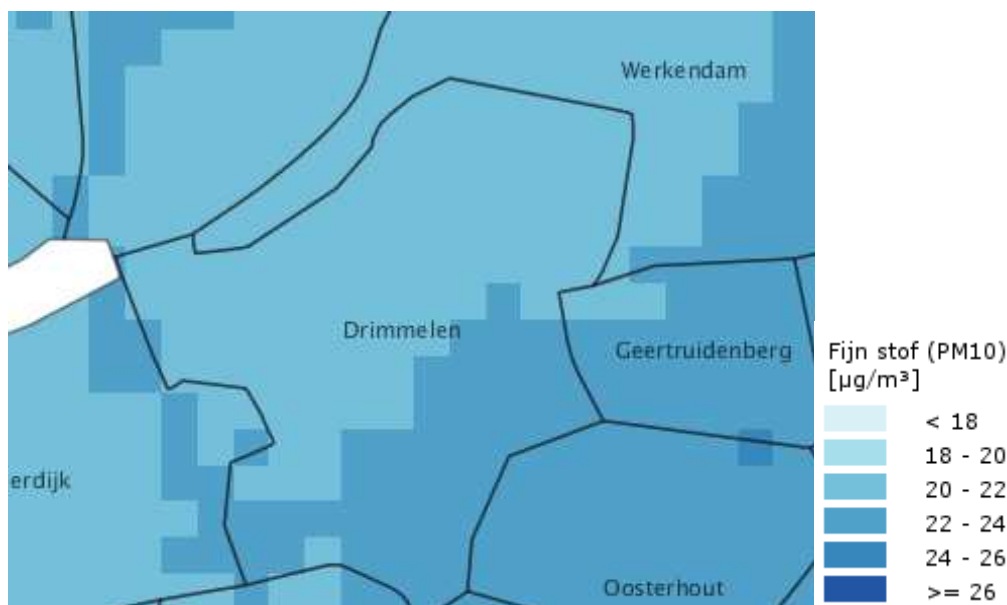 Werkendam
Drimmelen
Geertruidenberg
erdijk
Oosterhout
Fijn stof (PM10)
[µg/m³]
< 18
18 - 20
20 - 22
22 - 24
24 - 26
>= 26